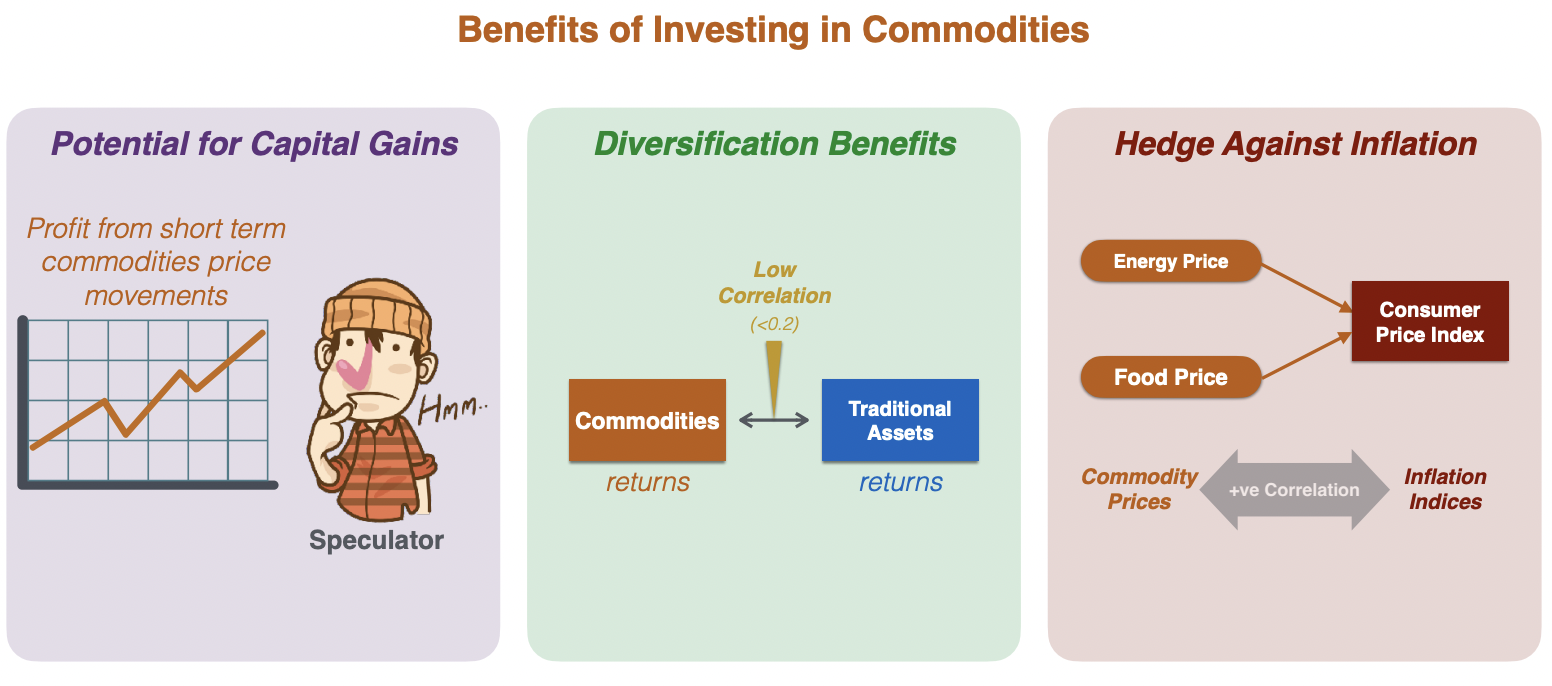 Benefits of Investing in Commodities
Potential for Capital Gains
Profit from short term
commodities price
movements
Hmm..
Speculator
Diversification Benefits
Low
Correlation
(<0.2)
Commodities
returns
Traditional
Assets
returns
Hedge Against Inflation
Energy Price
Food Price
Consumer
Price Index
Commodity
Prices
+ve Correlation
Inflation
Indices